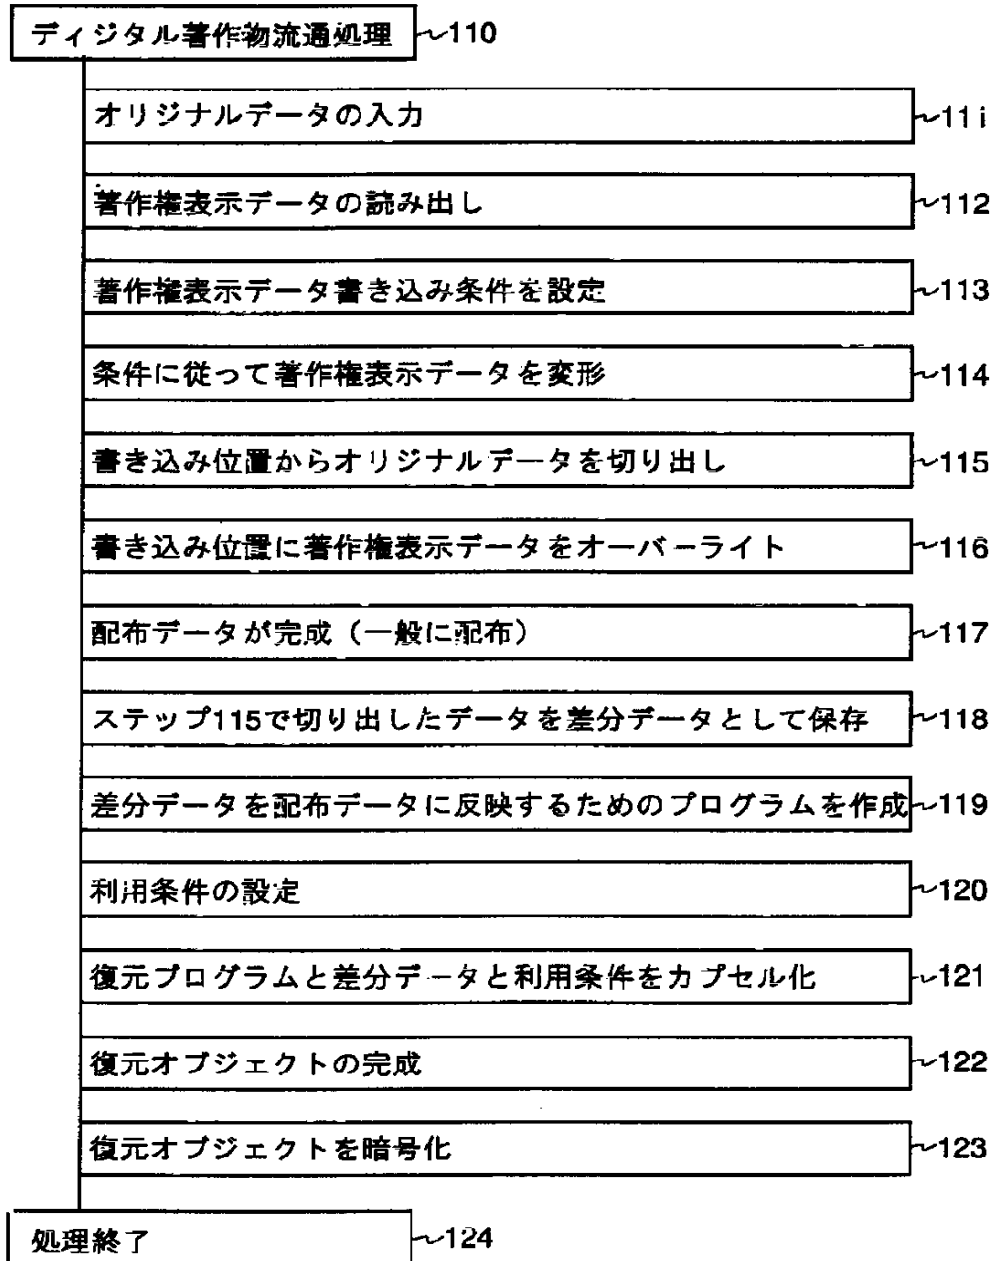 ディジタル著作物流通処理 ～110
オリジナルデータの入力 ～111
著作権表示データの読み出し ～112
著作権表示データ書き込み条件を設定 ～113
条件に従って著作権表示データを変形 ～114
書き込み位置からオリジナルデータを切り出し ～115
書き込み位置に著作権表示データをオーバーライト ～116
配布データが完成（一般に配布） ～117
ステップ115で切り出したデータを差分データとして保存 ～118
差分データを配布データに反映するためのプログラムを作成 ～119
利用条件の設定 ～120
復元プログラムと差分データと利用条件をカプセル化 ～121
復元オブジェクトの完成 ～122
復元オブジェクトを暗号化 ～123
処理終了 ～124